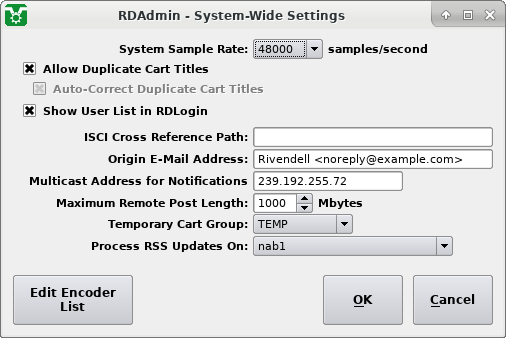 RDAdmin - System-Wide Settings
System Sample Rate: 48000 samples/second
Allow Duplicate Cart Titles
Auto-Correct Duplicate Cart Titles
Show User List in RDLogin
ISCI Cross Reference Path:
Origin E-Mail Address: Rivendell <noreply@example.com>
Multicast Address for Notifications 239.192.255.72
Maximum Remote Post Length: 1000 Mbytes
Temporary Cart Group: TEMP
Process RSS Updates On: nab1
Edit Encoder
List
OK Cancel